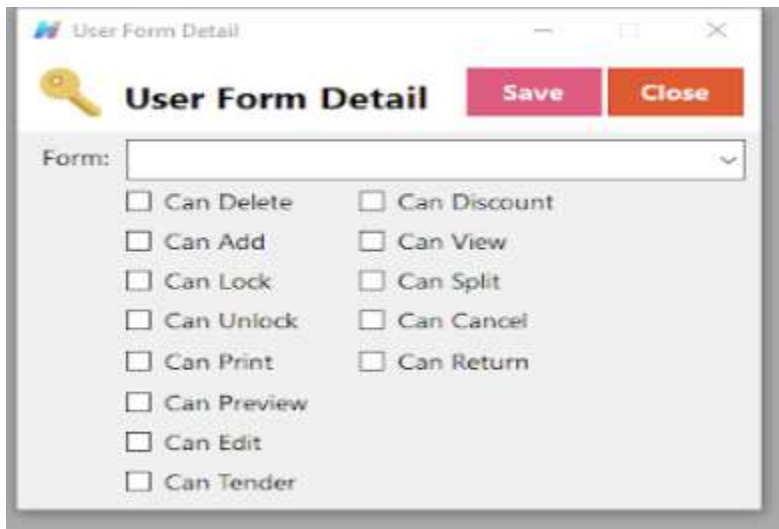 User Form Detail
User Form Detail Save Close
Form:
Can Delete Can Discount
Can Add Can View
Can Lock Can Split
Can Unlock Can Cancel
Can Print Can Return
Can Preview
Can Edit
Can Tender